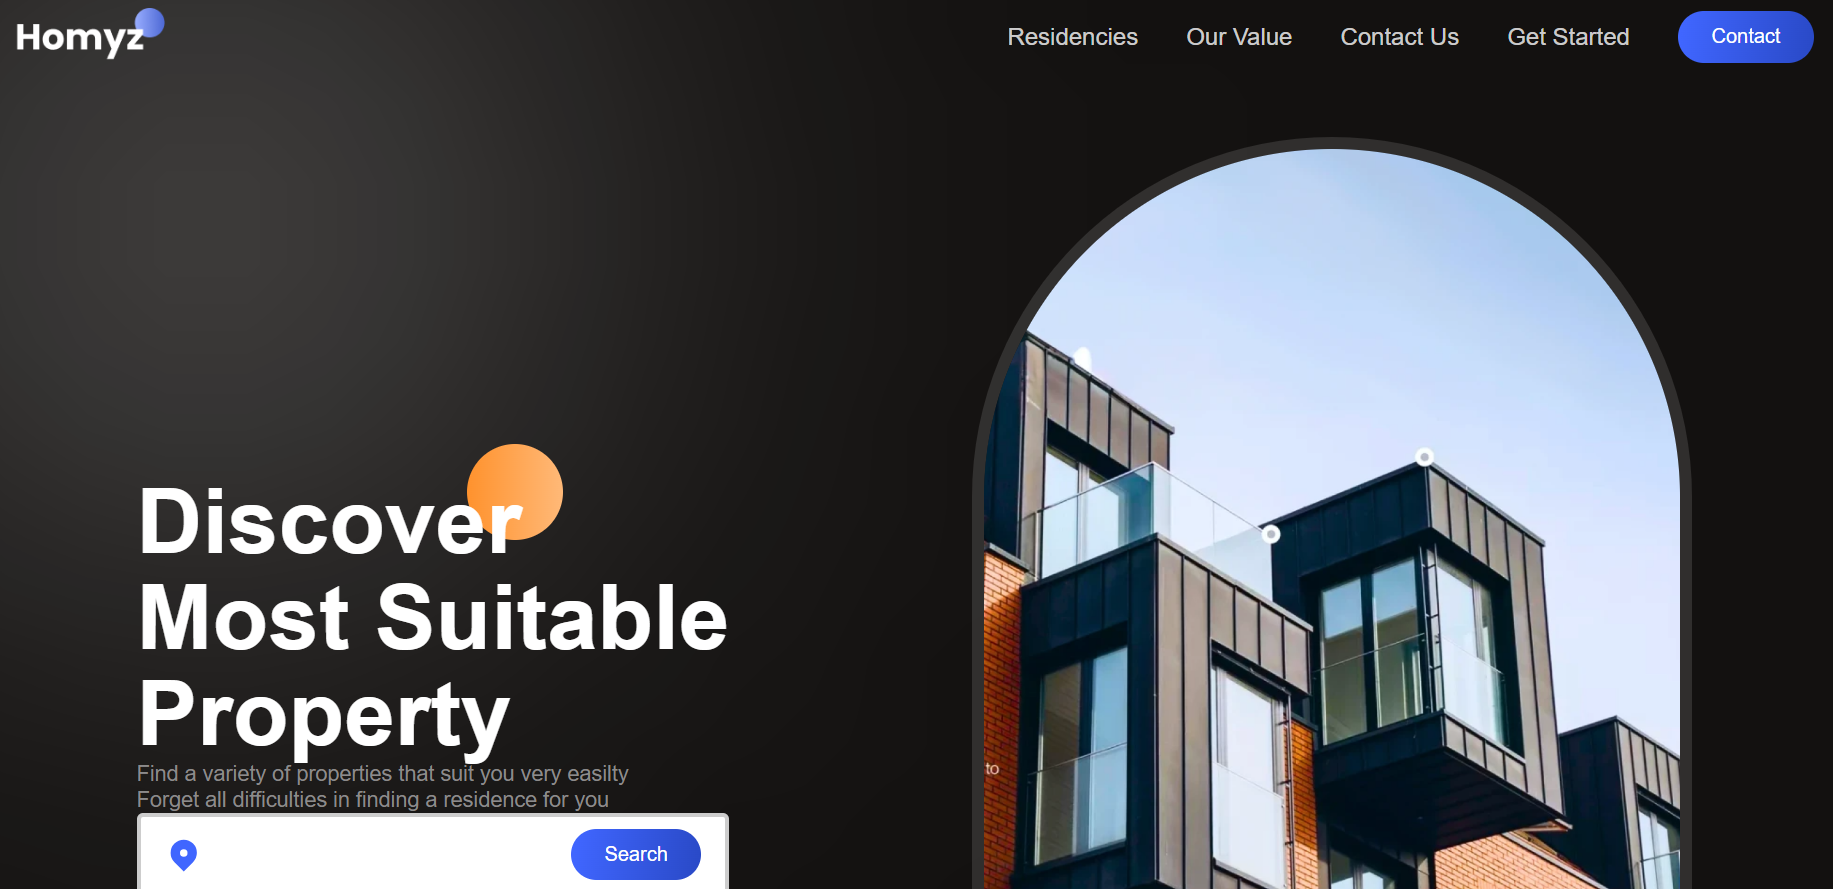 Homyz
Residencies
Our Value
Contact Us
Get Started
Contact
Discover
Most Suitable
Property
Find a variety of properties that suit you very easilty
Forget all difficulties in finding a residence for you
Search
to